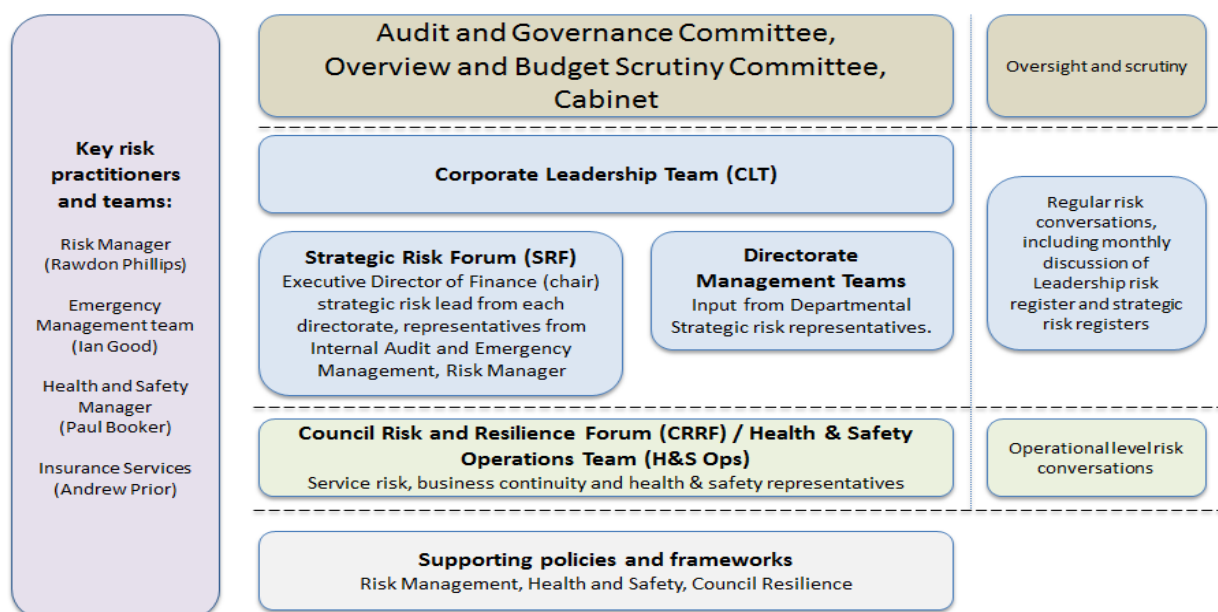 Key risk
practitioners
and teams:
Risk Manager
(Rawdon Phillips)
Emergency
Management team
(Ian Good)
Health and Safety
Manager
(Paul Booker)
Insurance Services
(Andrew Prior)
Audit and Governance Committee,
Overview and Budget Scrutiny Committee,
Cabinet
Oversight and scrutiny
Corporate Leadership Team (CLT)
Strategic Risk Forum (SRF)
Executive Director of Finance (chair)
strategic risk lead from each
directorate, representatives from
Internal Audit and Emergency
Management, Risk Manager
Directorate
Management Teams
Input from Departmental
Strategic risk representatives.
Regular risk
conversations,
including monthly
discussion of
Leadership risk
register and strategic
risk registers
Council Risk and Resilience Forum (CRRF) / Health & Safety
Operations Team (H&S Ops)
Service risk, business continuity and health & safety representatives
Operational level risk
conversations
Supporting policies and frameworks
Risk Management, Health and Safety, Council Resilience